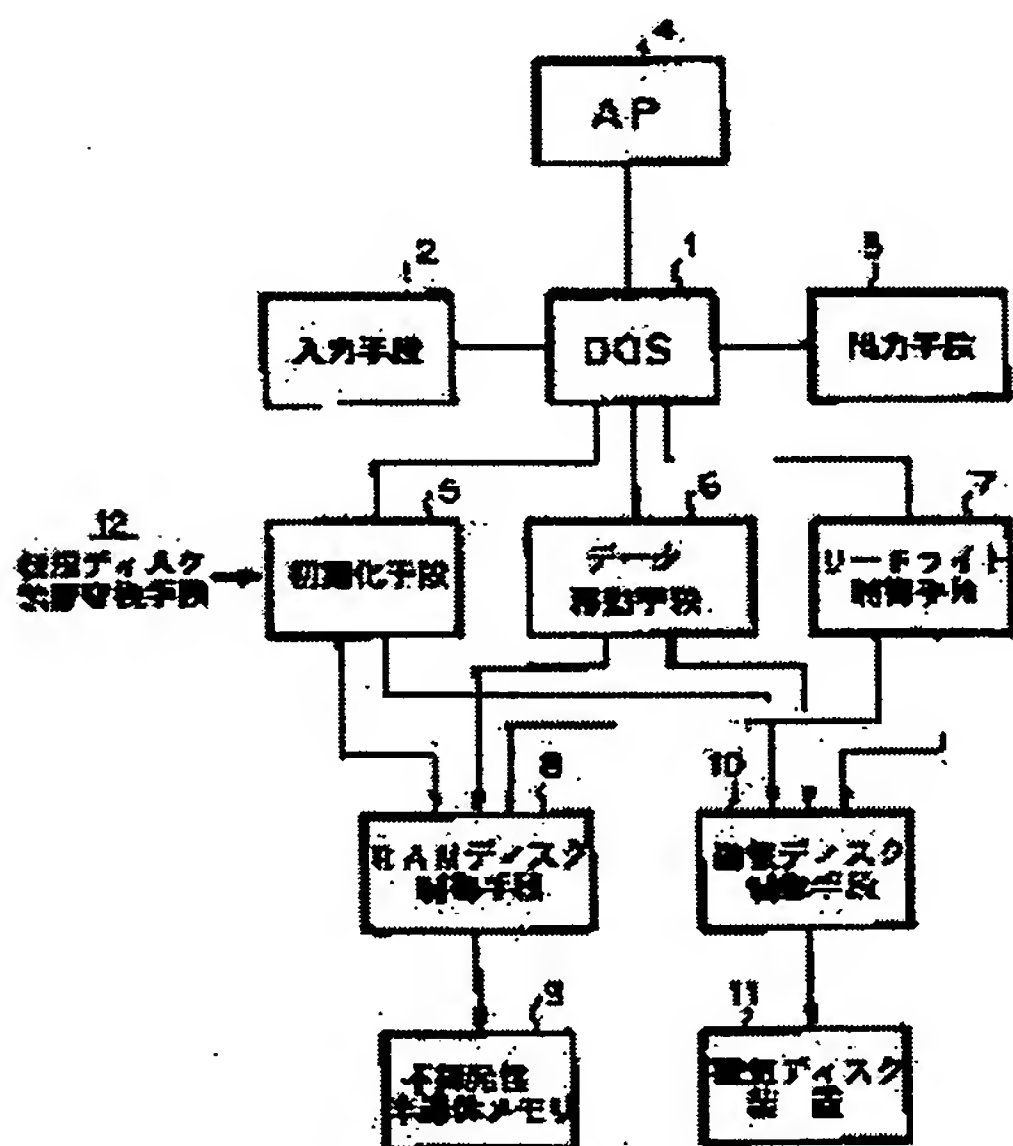 4
AP
2
1
3
入力手段
DOS
出力手段
5
6
7
12
ディスク
初期化手段
データ
移動手段
リードライト
制御手段
8
10
RAMディスク
制御手段
磁気ディスク
制御手段
9
11
不揮発性
半導体メモリ
磁気ディスク
装置